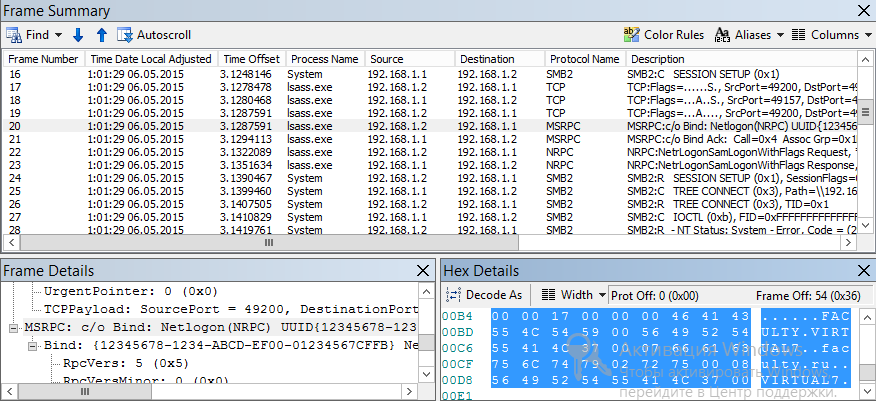 Frame Summary
Find Autoscroll Color Rules Aliases Columns
Frame Number Time Date Local Adjusted Time Offset Process Name Source Destination Protocol Name Description
16 1:01:29 06.05.2015 3.1248146 System 192.168.1.1 192.168.1.2 SMB2 SMB2:C SESSION SETUP (0x1)
17 1:01:29 06.05.2015 3.1278478 lsass.exe 192.168.1.2 192.168.1.1 TCP TCP:Flags=......S., SrcPort=49200, DstPort=49
18 1:01:29 06.05.2015 3.1280468 lsass.exe 192.168.1.1 192.168.1.2 TCP TCP:Flags=...A..S., SrcPort=49157, DstPort=49
19 1:01:29 06.05.2015 3.1287591 lsass.exe 192.168.1.2 192.168.1.1 TCP TCP:Flags=...A...., SrcPort=49200, DstPort=49
20 1:01:29 06.05.2015 3.1287591 lsass.exe 192.168.1.2 192.168.1.1 MSRPC MSRPC:c/o Bind: Netlogon(NRPC) UUID{123456
21 1:01:29 06.05.2015 3.1294113 lsass.exe 192.168.1.1 192.168.1.2 MSRPC MSRPC:c/o Bind Ack: Call=0x4 Assoc Grp=0x1
22 1:01:29 06.05.2015 3.1322089 lsass.exe 192.168.1.2 192.168.1.1 NRPC NRPC:NetrLogonSamLogonWithFlags Request, *
23 1:01:29 06.05.2015 3.1351634 lsass.exe 192.168.1.1 192.168.1.2 NRPC NRPC:NetrLogonSamLogonWithFlags Response,
24 1:01:29 06.05.2015 3.1390467 System 192.168.1.2 192.168.1.1 SMB2 SMB2:R SESSION SETUP (0x1), SessionFlags=0
25 1:01:29 06.05.2015 3.1399460 System 192.168.1.1 192.168.1.2 SMB2 SMB2:C TREE CONNECT (0x3), Path=\\192.16
26 1:01:29 06.05.2015 3.1407505 System 192.168.1.2 192.168.1.1 SMB2 SMB2:R TREE CONNECT (0x3), TID=0x1
27 1:01:29 06.05.2015 3.1410829 System 192.168.1.1 192.168.1.2 SMB2 SMB2:C IOCTL (0xb), FID=0xFFFFFFFFFFFFFF
28 1:01:29 06.05.2015 3.1419761 System 192.168.1.2 192.168.1.1 SMB2 SMB2:R - NT Status: System - Error, Code = (2
Frame Details
UrgentPointer: 0 (0x0)
TCPPayload: SourcePort = 49200, DestinationPort
MSRPC: c/o Bind: Netlogon(NRPC) UUID{12345678-123
Bind: {12345678-1234-ABCD-EF00-01234567CFFB} Ne
RpcVers: 5 (0x5)
RpcVersMinor: 0 (0x0)
Hex Details
Decode As Width Prot Off: 0 (0x00) Frame Off: 54 (0x36)
00B4 00 00 17 00 00 00 46 41 43 ......FAC
00BD 55 4C 54 59 00 56 49 52 54 ULTY.VIRT
00C6 55 41 4C 37 00 07 66 61 63 UAL7..fac
00CF 75 6C 74 79 02 72 75 00 08 ulty.ru..
00D8 56 49 52 54 55 41 4C 37 00 VIRTUAL7.
00E1
Активация Windows
Чтобы активировать Windows
перейдите в Центр поддержки.